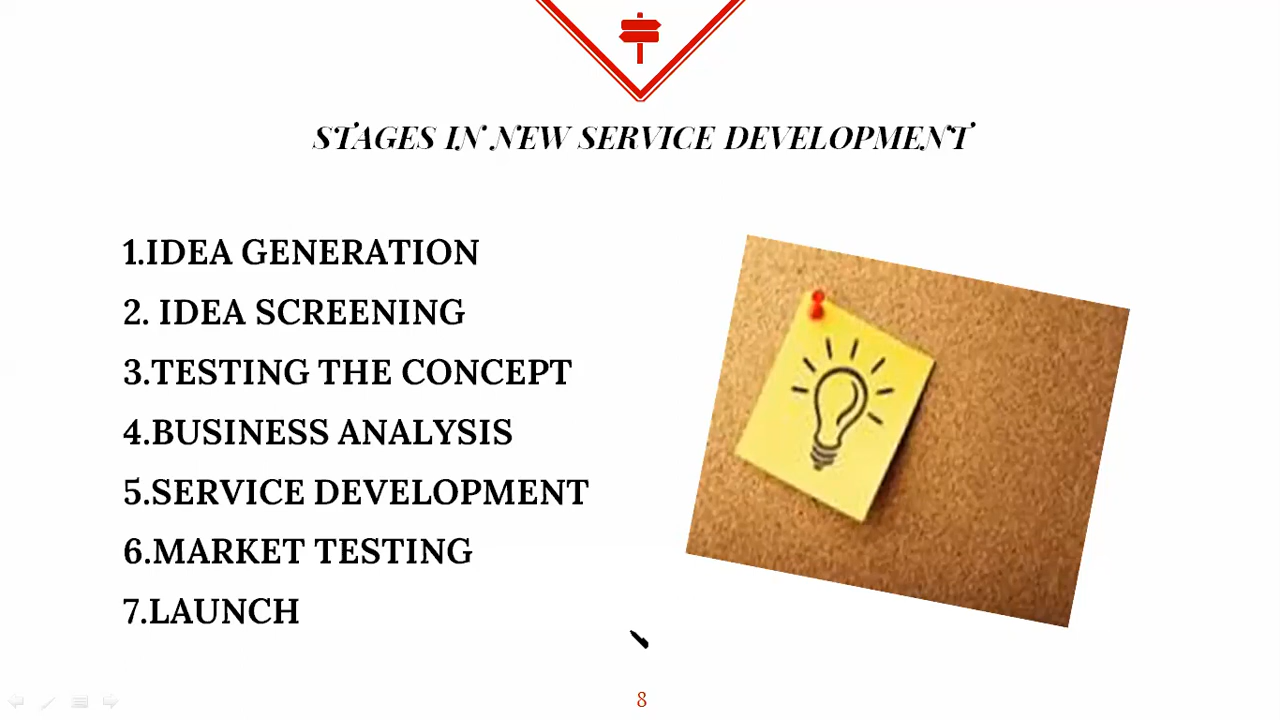 STAGES IN NEW SERVICE DEVELOPMENT
1.IDEA GENERATION
2. IDEA SCREENING
3.TESTING THE CONCEPT
4.BUSINESS ANALYSIS
5.SERVICE DEVELOPMENT
6.MARKET TESTING
7.LAUNCH
8